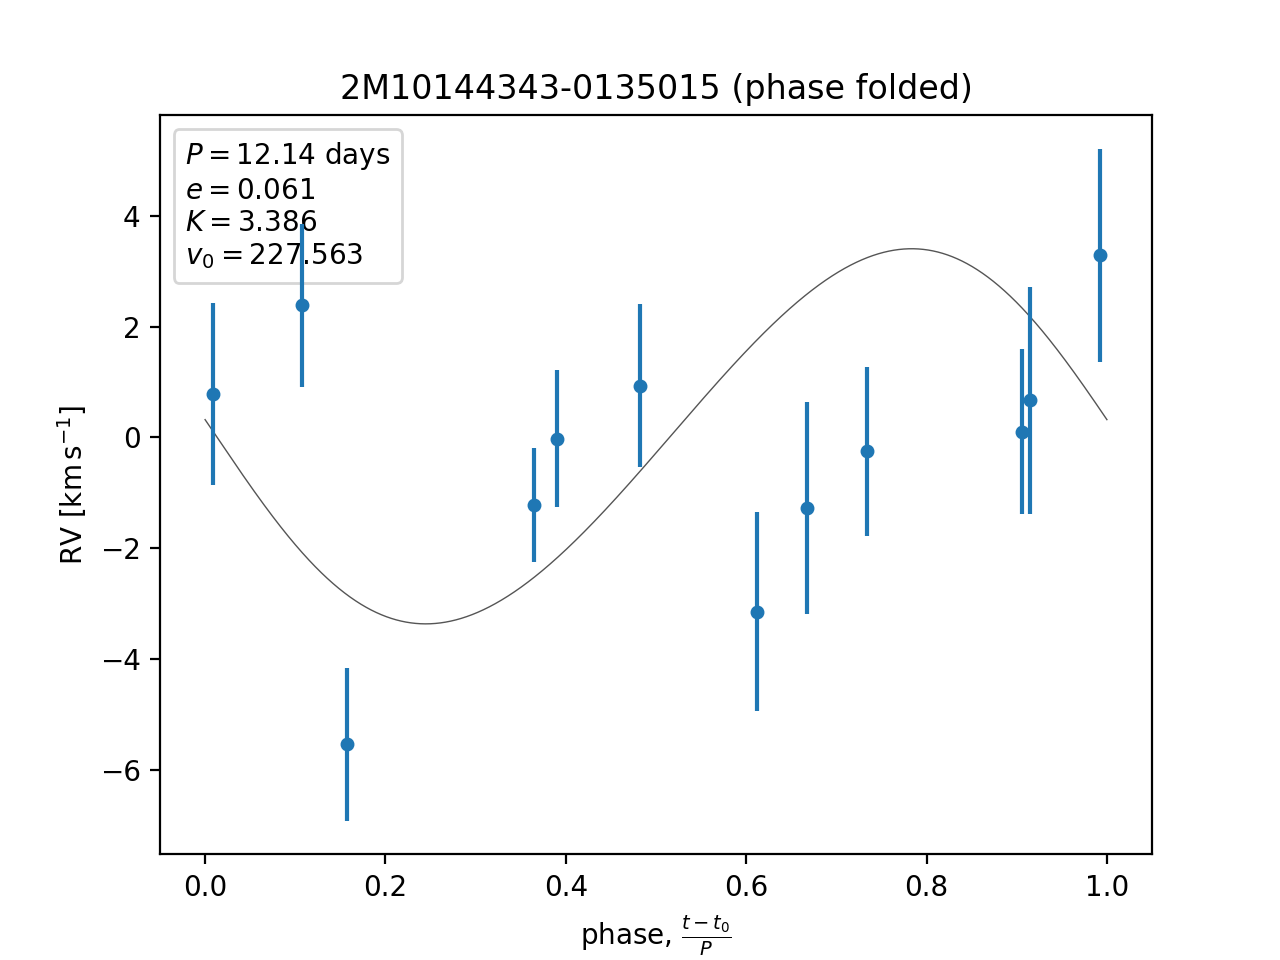 2M10144343-0135015 (phase folded)
P = 12.14 days
e = 0.061
K = 3.386
v₀ = 227.563
4
2
0
−2
−4
−6
RV [km s⁻¹]
0.0 0.2 0.4 0.6 0.8 1.0
phase, (t − t₀)/P